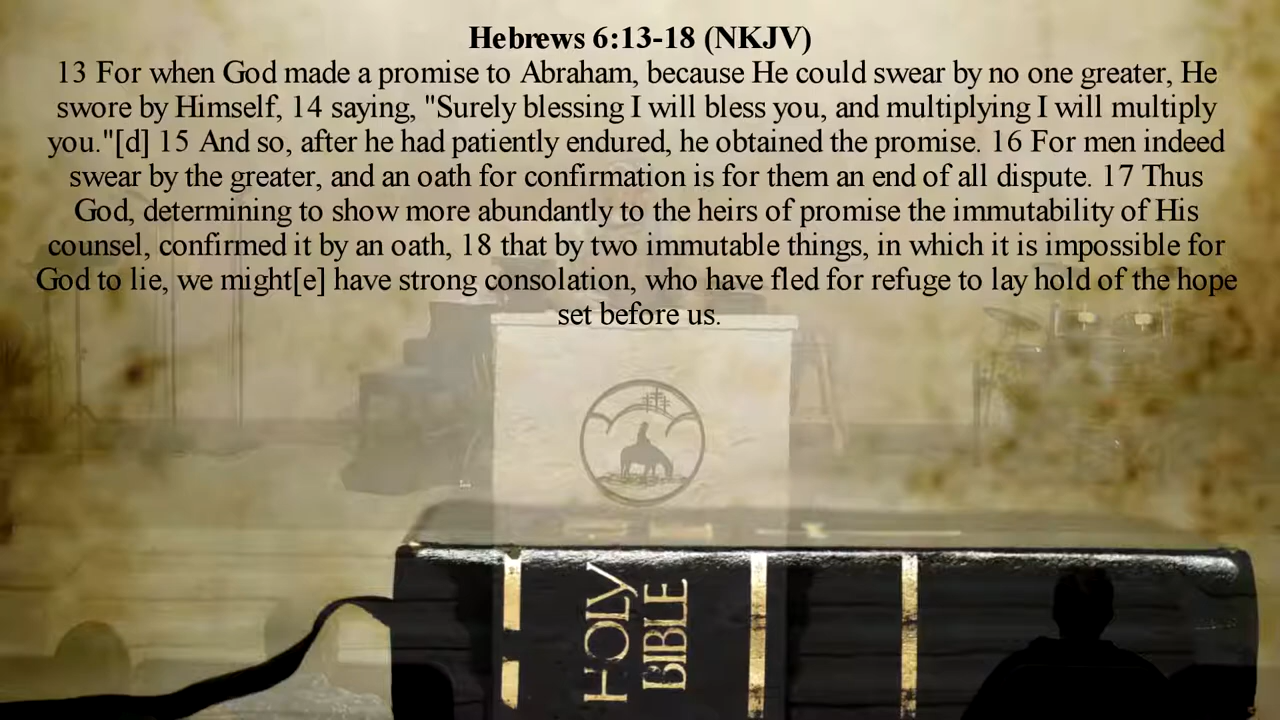 Hebrews 6:13-18 (NKJV)
13 For when God made a promise to Abraham, because He could swear by no one greater, He
swore by Himself, 14 saying, "Surely blessing I will bless you, and multiplying I will multiply
you."[d] 15 And so, after he had patiently endured, he obtained the promise. 16 For men indeed
swear by the greater, and an oath for confirmation is for them an end of all dispute. 17 Thus
God, determining to show more abundantly to the heirs of promise the immutability of His
counsel, confirmed it by an oath, 18 that by two immutable things, in which it is impossible for
God to lie, we might[e] have strong consolation, who have fled for refuge to lay hold of the hope
set before us.
HOLY
BIBLE